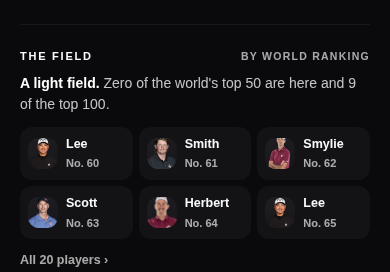 THE FIELD BY WORLD RANKING
A light field. Zero of the world's top 50 are here and 9
of the top 100.
Lee Smith Smylie
No. 60 No. 61 No. 62
Scott Herbert Lee
No. 63 No. 64 No. 65
All 20 players ›